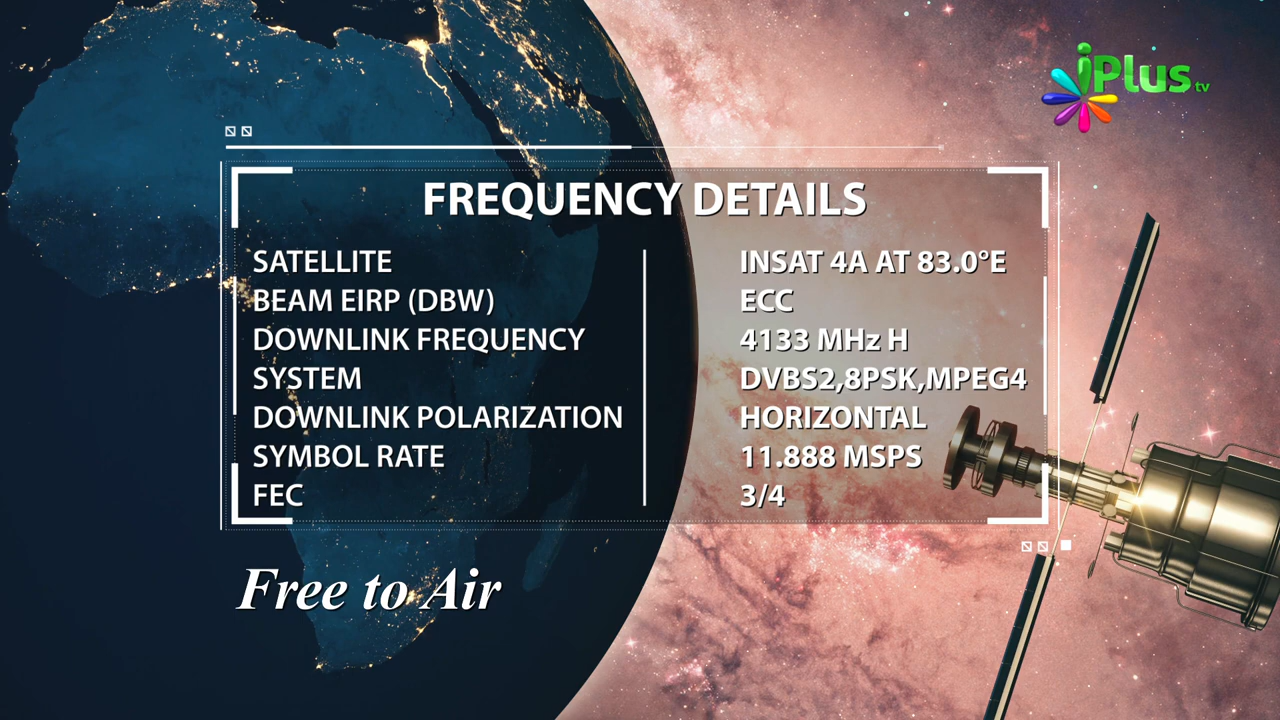 iPlus tv
FREQUENCY DETAILS
SATELLITE INSAT 4A AT 83.0°E
BEAM EIRP (DBW) ECC
DOWNLINK FREQUENCY 4133 MHz H
SYSTEM DVBS2,8PSK,MPEG4
DOWNLINK POLARIZATION HORIZONTAL
SYMBOL RATE 11.888 MSPS
FEC 3/4
Free to Air